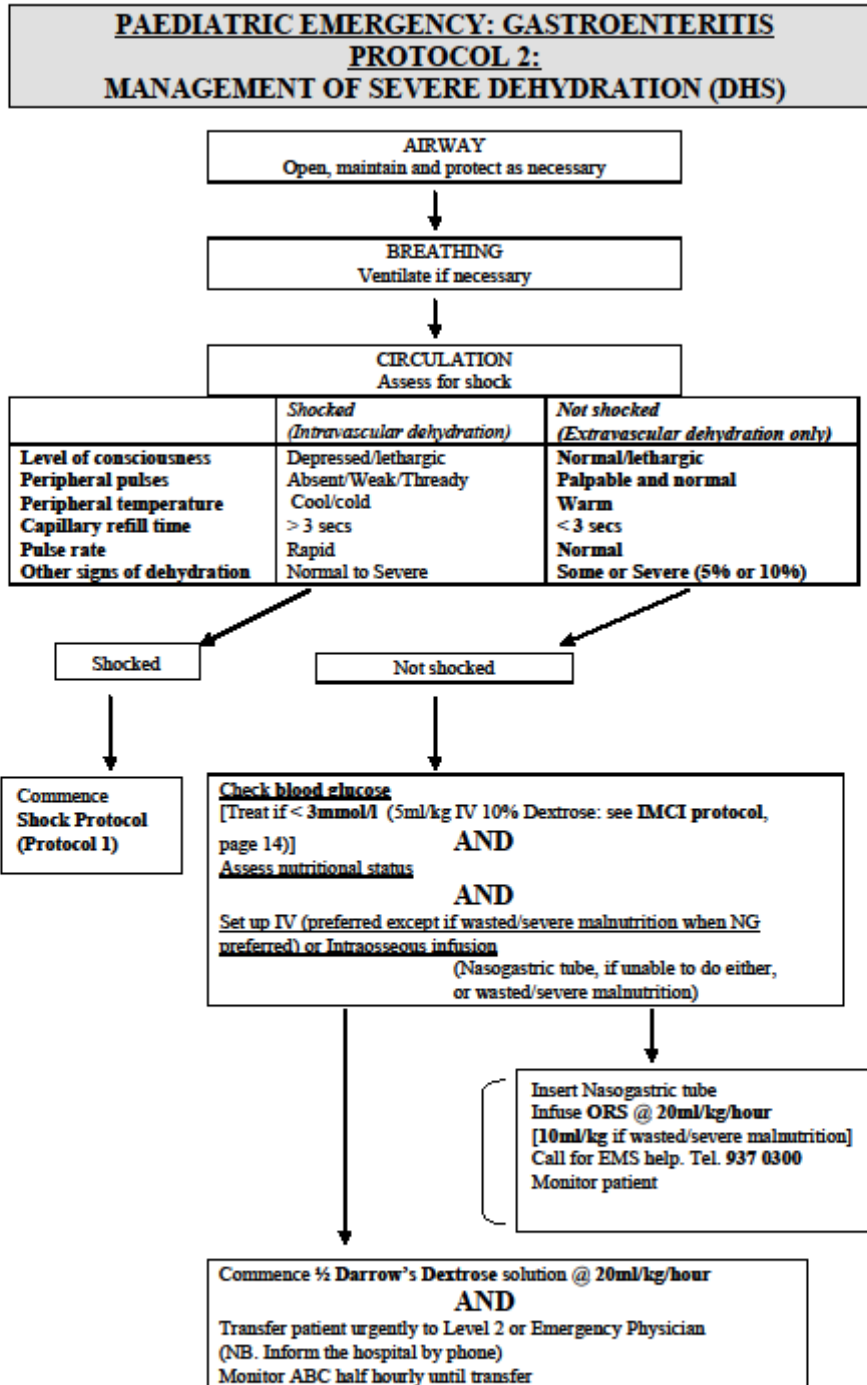 PAEDIATRIC EMERGENCY: GASTROENTERITIS
PROTOCOL 2:
MANAGEMENT OF SEVERE DEHYDRATION (DHS)
AIRWAY
Open, maintain and protect as necessary
BREATHING
Ventilate if necessary
CIRCULATION
Assess for shock
Shocked Not shocked
(Intravascular dehydration) (Extravascular dehydration only)
Level of consciousness Depressed/lethargic Normal/lethargic
Peripheral pulses Absent/Weak/Thready Palpable and normal
Peripheral temperature Cool/cold Warm
Capillary refill time > 3 secs < 3 secs
Pulse rate Rapid Normal
Other signs of dehydration Normal to Severe Some or Severe (5% or 10%)
Shocked
Not shocked
Commence
Shock Protocol
(Protocol 1)
Check blood glucose
[Treat if < 3mmol/l (5ml/kg IV 10% Dextrose: see IMCI protocol,
page 14)] AND
Assess nutritional status
AND
Set up IV (preferred except if wasted/severe malnutrition when NG
preferred) or Intraosseous infusion
(Nasogastric tube, if unable to do either,
or wasted/severe malnutrition)
Insert Nasogastric tube
Infuse ORS @ 20ml/kg/hour
[10ml/kg if wasted/severe malnutrition]
Call for EMS help. Tel. 937 0300
Monitor patient
Commence ½ Darrow's Dextrose solution @ 20ml/kg/hour
AND
Transfer patient urgently to Level 2 or Emergency Physician
(NB. Inform the hospital by phone)
Monitor ABC half hourly until transfer